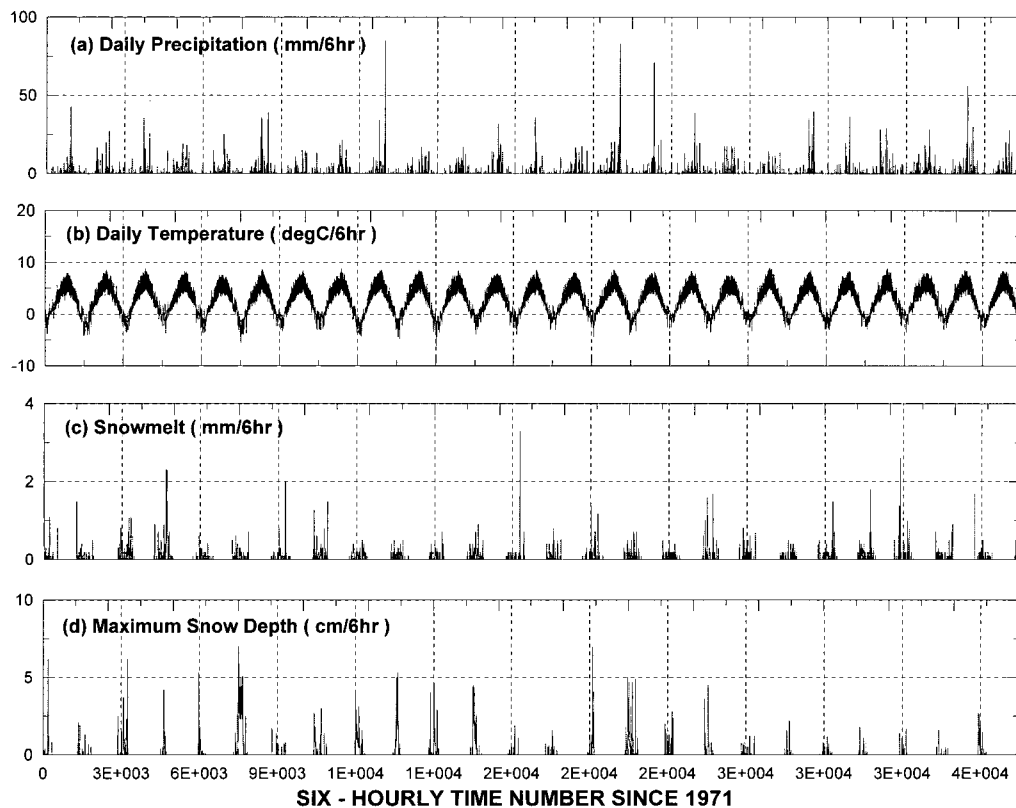 100
(a) Daily Precipitation ( mm/6hr )
50
0
20
(b) Daily Temperature ( degC/6hr )
10
0
-10
4
(c) Snowmelt ( mm/6hr )
2
0
10
(d) Maximum Snow Depth ( cm/6hr )
5
0
0 3E+003 6E+003 9E+003 1E+004 1E+004 2E+004 2E+004 2E+004 3E+004 3E+004 3E+004 4E+004
SIX - HOURLY TIME NUMBER SINCE 1971